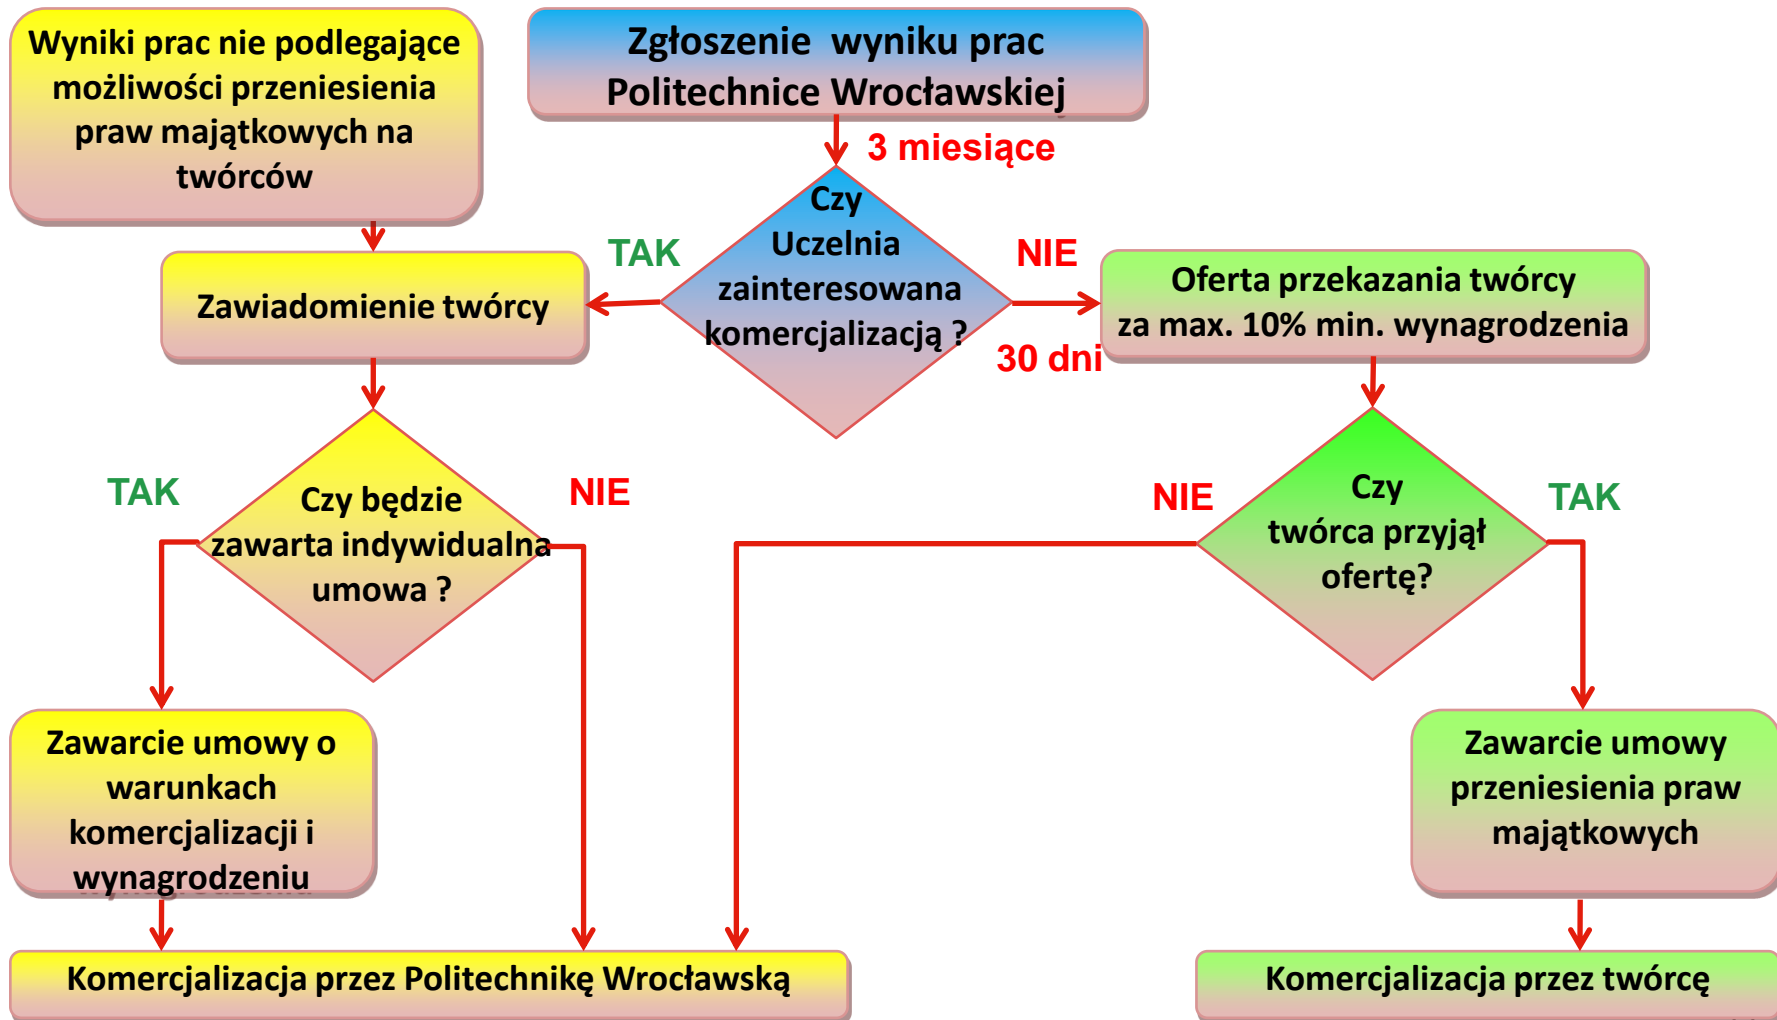 Wyniki prac nie podlegające
możliwości przeniesienia
praw majątkowych na
twórców
Zgłoszenie wyniku prac
Politechnice Wrocławskiej
3 miesiące
Czy
Uczelnia
zainteresowana
komercjalizacją ?
TAK
NIE
30 dni
Zawiadomienie twórcy
Oferta przekazania twórcy
za max. 10% min. wynagrodzenia
TAK
Czy będzie
zawarta indywidualna
umowa ?
NIE
NIE
Czy
twórca przyjął
ofertę?
TAK
Zawarcie umowy o
warunkach
komercjalizacji i
wynagrodzeniu
Zawarcie umowy
przeniesienia praw
majątkowych
Komercjalizacja przez Politechnikę Wrocławską
Komercjalizacja przez twórcę